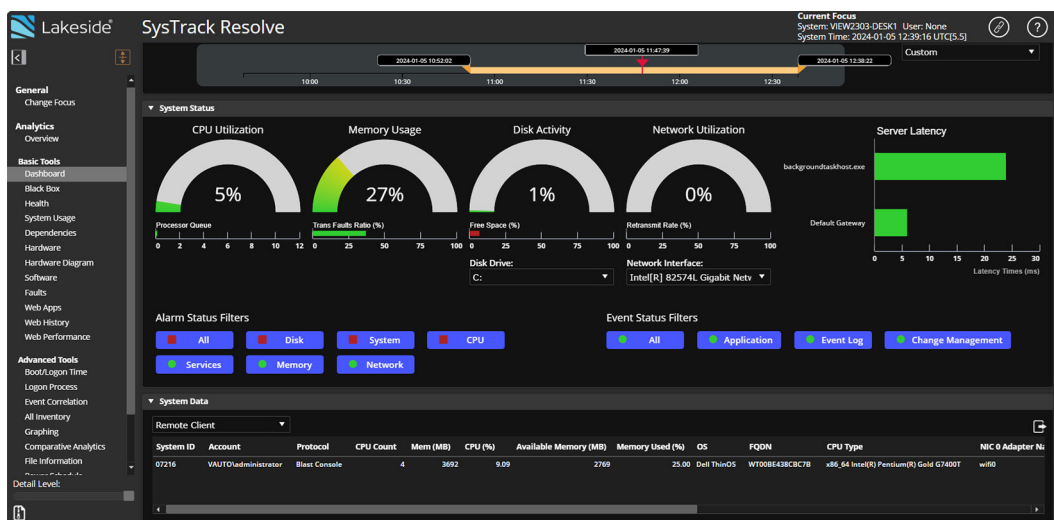 Lakeside®
SysTrack Resolve
Current Focus
System: VIEW2303-DESK1 User: None
System Time: 2024-01-05 12:39:16 UTC[5.5]
?
General
Change Focus
Analytics
Overview
Basic Tools
Dashboard
Black Box
Health
System Usage
Dependencies
Hardware
Hardware Diagram
Software
Faults
Web Apps
Web History
Web Performance
Advanced Tools
Boot/Logon Time
Logon Process
Event Correlation
All Inventory
Graphing
Comparative Analytics
File Information
Detail Level:
2024-01-05 11:47:39
2024-01-05 10:52:02
2024-01-05 12:38:22
Custom
10:00 10:30 11:00 11:30 12:00 12:30
System Status
CPU Utilization
5%
Processor Queue
0 2 4 6 8 10 12
Memory Usage
27%
Trans Faults Ratio (%)
0 25 50 75 100
Disk Activity
1%
Free Space (%)
0 25 50 75 100
Disk Drive:
C:
Network Utilization
0%
Retransmit Rate (%)
0 25 50 75 100
Network Interface:
Intel[R] 82574L Gigabit Netv
Server Latency
backgroundtaskhost.exe
Default Gateway
0 5 10 15 20 25 30
Latency Times (ms)
Alarm Status Filters
All Disk System CPU
Services Memory Network
Event Status Filters
All Application Event Log Change Management
System Data
Remote Client
System ID Account Protocol CPU Count Mem (MB) CPU (%) Available Memory (MB) Memory Used (%) OS FQDN CPU Type NIC 0 Adapter Na
07216 VAUTO\administrator Blast Console 4 3692 9.09 2769 25.00 Dell ThinOS WT00BE438CBC7B x86_64 Intel(R) Pentium(R) Gold G7400T wifi0